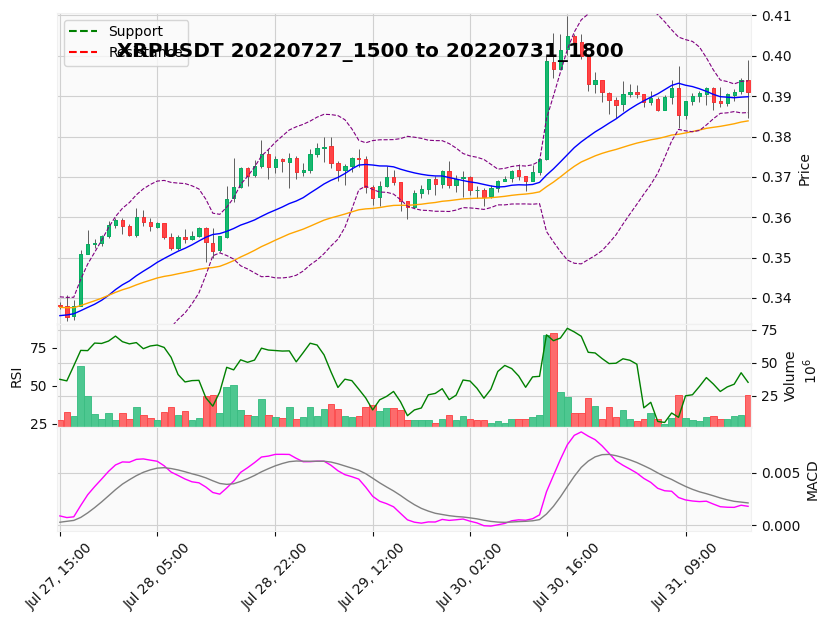 XRPUSDT 20220727_1500 to 20220731_1800
Support
Resistance
0.41
0.40
0.39
0.38
0.37
0.36
0.35
0.34
Price
75
50
25
RSI
75
50
25
Volume
10^6
0.005
0.000
MACD
Jul 27, 15:00
Jul 28, 05:00
Jul 28, 22:00
Jul 29, 12:00
Jul 30, 02:00
Jul 30, 16:00
Jul 31, 09:00